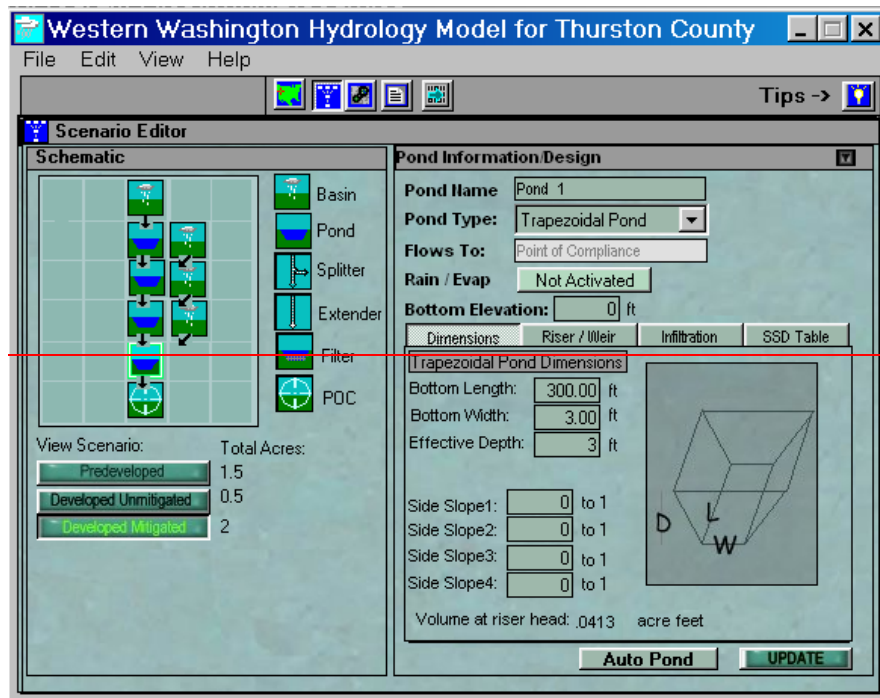 Western Washington Hydrology Model for Thurston County
File Edit View Help
Tips ->
Scenario Editor
Schematic
Basin
Pond
Splitter
Extender
Filter
POC
View Scenario: Total Acres:
Predeveloped 1.5
Developed Unmitigated 0.5
Developed Mitigated 2
Pond Information/Design
Pond Name Pond 1
Pond Type: Trapezoidal Pond
Flows To: Point of Compliance
Rain / Evap Not Activated
Bottom Elevation: 0 ft
Dimensions Riser / Weir Infiltration SSD Table
Trapezoidal Pond Dimensions
Bottom Length: 300.00 ft
Bottom Width: 3.00 ft
Effective Depth: 3 ft
Side Slope1: 0 to 1
Side Slope2: 0 to 1
Side Slope3: 0 to 1
Side Slope4: 0 to 1
D L W
Volume at riser head: .0413 acre feet
Auto Pond UPDATE